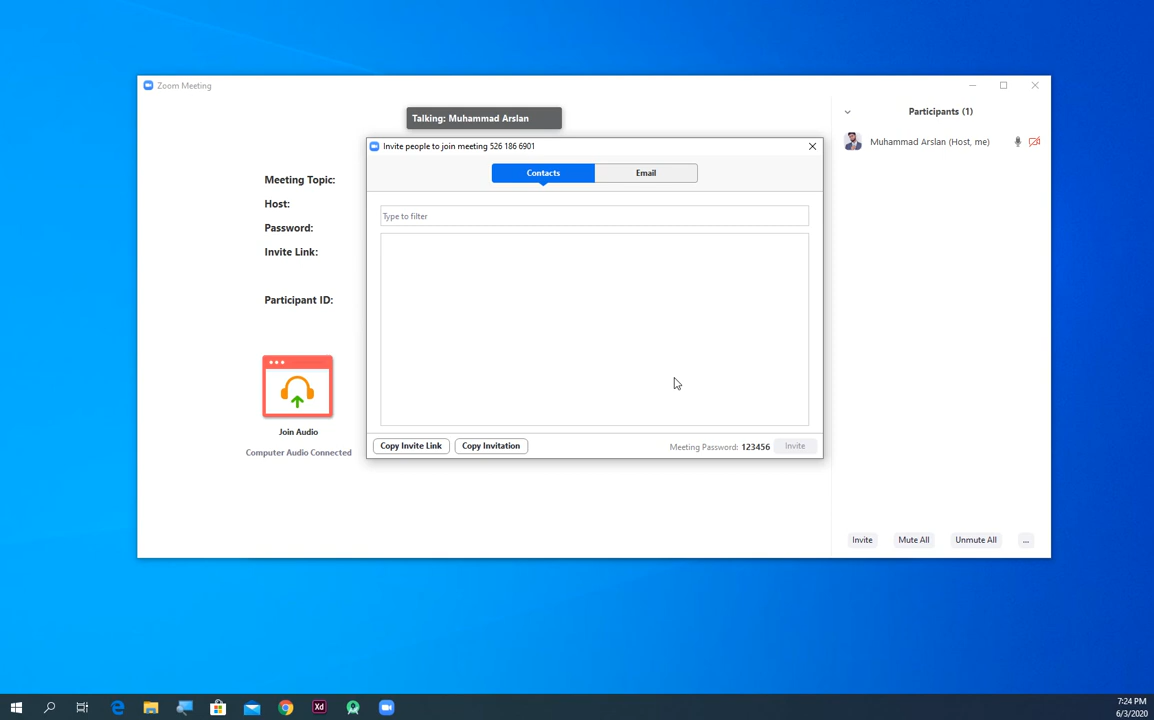 Zoom Meeting
Talking: Muhammad Arslan
Participants (1)
Muhammad Arslan (Host, me)
Invite people to join meeting 526 186 6901
Contacts
Email
Type to filter
Meeting Topic:
Host:
Password:
Invite Link:
Participant ID:
Join Audio
Computer Audio Connected
Copy Invite Link
Copy Invitation
Meeting Password: 123456
Invite
Invite
Mute All
Unmute All
...
Xd
7:24 PM
6/3/2020